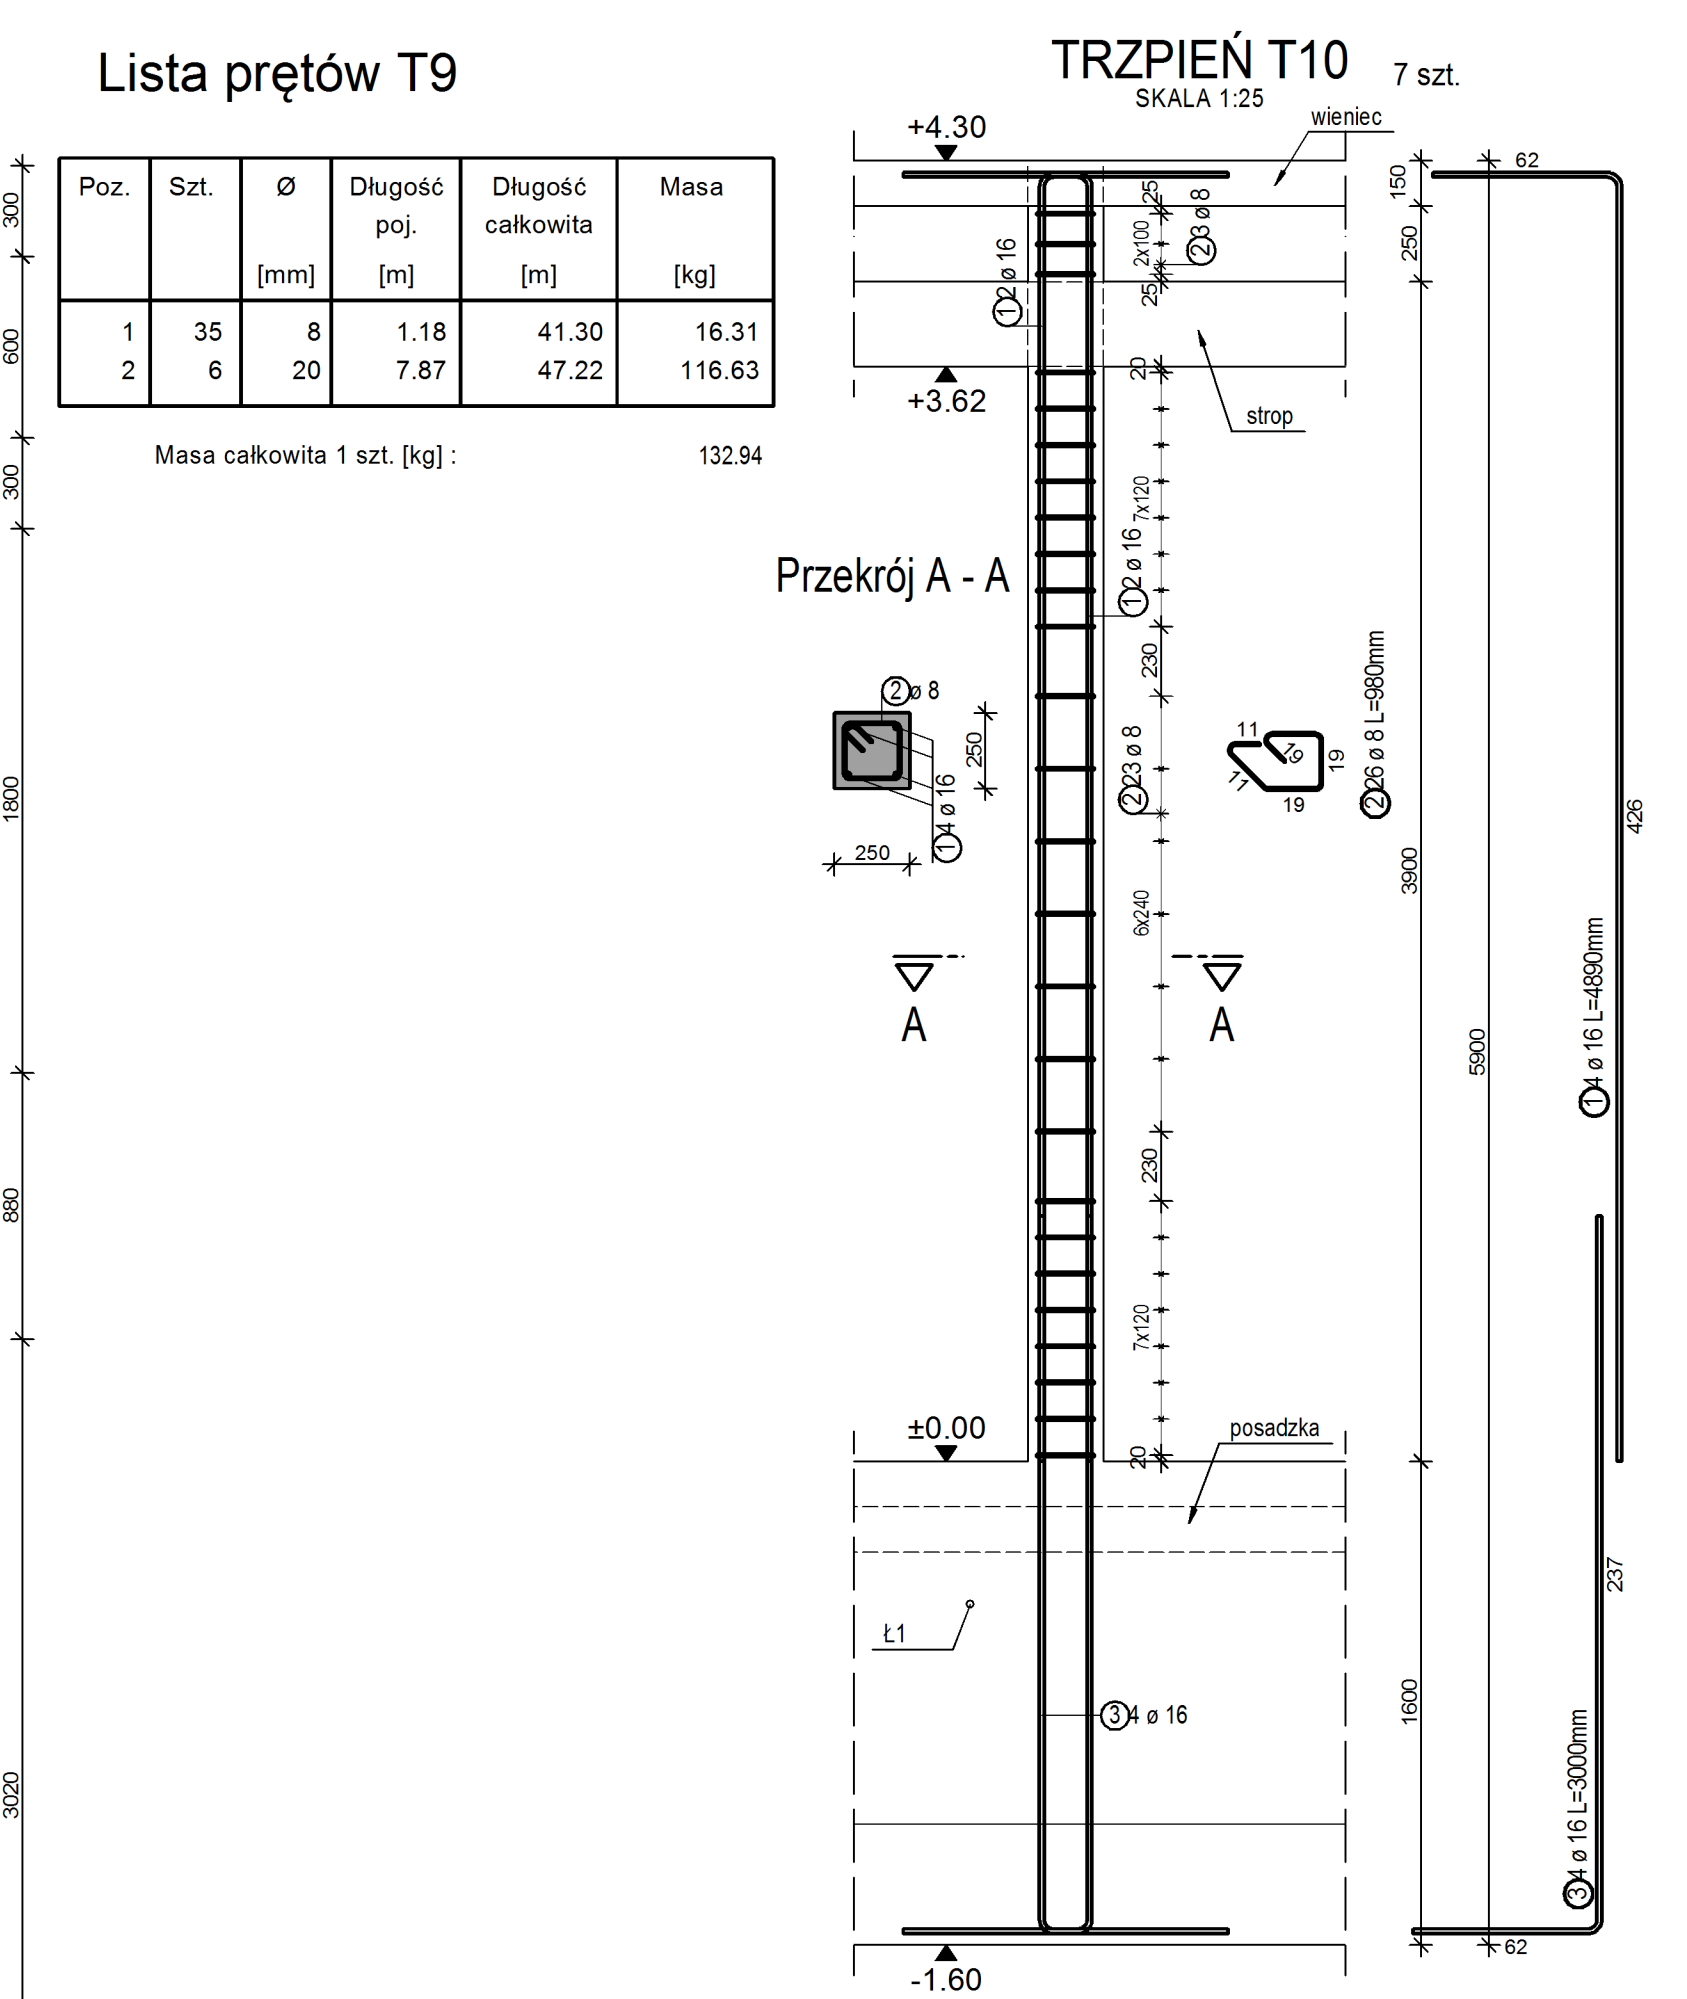 Lista prętów T9
Poz. Szt. Ø Długość poj. Długość całkowita Masa
[mm] [m] [m] [kg]
1 35 8 1.18 41.30 16.31
2 6 20 7.87 47.22 116.63
Masa całkowita 1 szt. [kg] : 132.94
300
600
300
1800
880
3020
TRZPIEŃ T10 7 szt.
SKALA 1:25
wieniec
+4.30
25
2x100
25
2 3 ø 8
1 2 ø 16
20
+3.62
strop
7x120
1 2 ø 16
230
2 23 ø 8
6x240
230
7x120
20
±0.00
posadzka
Ł1
3 4 ø 16
-1.60
Przekrój A - A
2 ø 8
250
1 4 ø 16
250
A
A
11
19
19
11
19
2 26 ø 8 L=980mm
150
250
3900
1600
5900
62
426
1 4 ø 16 L=4890mm
237
3 4 ø 16 L=3000mm
62